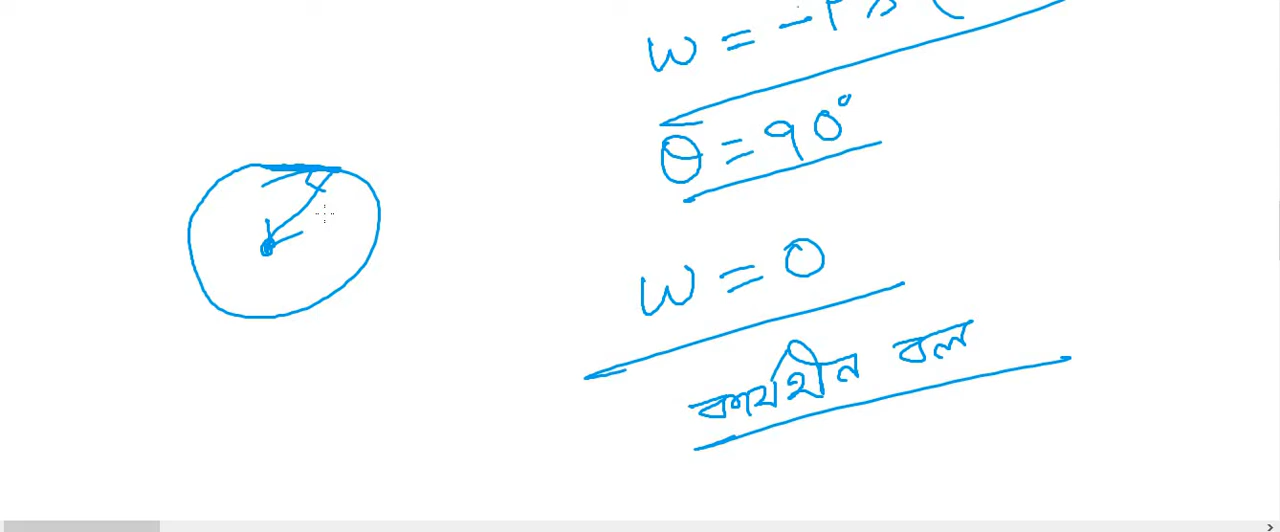 W = -
θ = 90°
W = 0
কার্যহীন বল